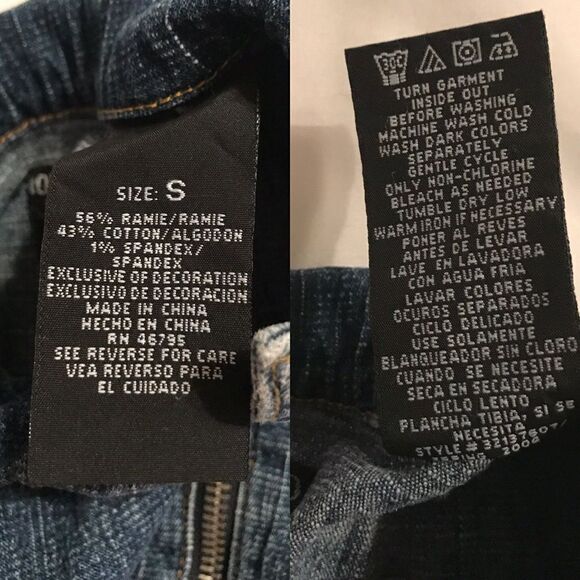 SIZE: S
56% RAMIE/RAMIE
43% COTTON/ALGODON
1% SPANDEX/
SPANDEX
EXCLUSIVE OF DECORATION
EXCLUSIVO DE DECORACION
MADE IN CHINA
HECHO EN CHINA
RN 46795
SEE REVERSE FOR CARE
VEA REVERSO PARA
EL CUIDADO
30C
TURN GARMENT
INSIDE OUT
BEFORE WASHING
MACHINE WASH COLD
WASH DARK COLORS
SEPARATELY
GENTLE CYCLE
ONLY NON-CHLORINE
BLEACH AS NEEDED
TUMBLE DRY LOW
WARM IRON IF NECESSARY
PONER AL REVES
ANTES DE LEVAR
LAVE EN LAVADORA
CON AGUA FRIA
LAVAR COLORES
OCUROS SEPARADOS
CICLO DELICADO
USE SOLAMENTE
BLANQUEADOR SIN CLORO
CUANDO SE NECESITE
SECA EN SECADORA
CICLO LENTO
PLANCHA TIBIA, SI SE
NECESITA
STYLE #
2008